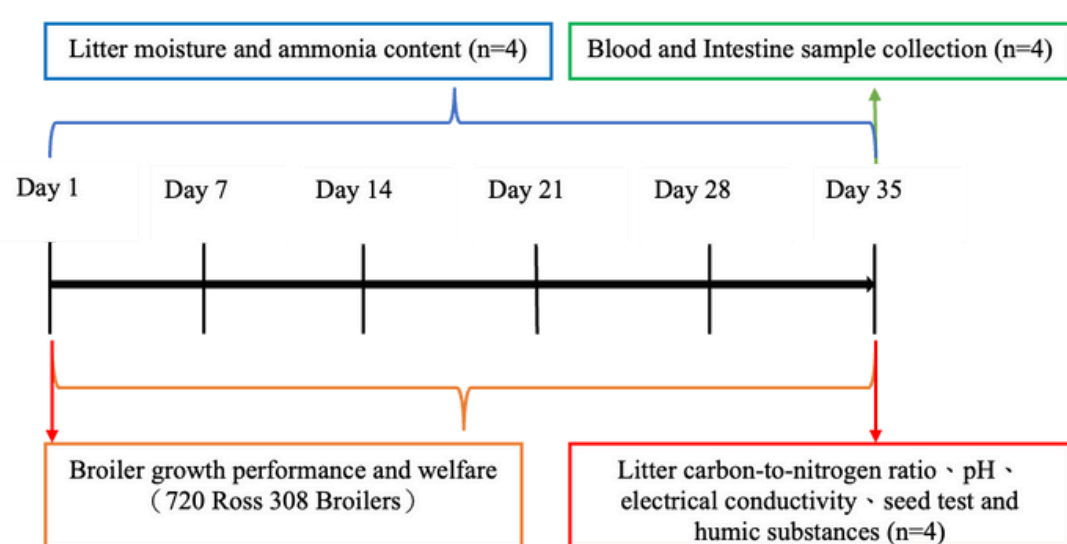 Litter moisture and ammonia content (n=4)
Blood and Intestine sample collection (n=4)
Day 1
Day 7
Day 14
Day 21
Day 28
Day 35
Broiler growth performance and welfare
（720 Ross 308 Broilers）
Litter carbon-to-nitrogen ratio、pH、
electrical conductivity、seed test and
humic substances (n=4)